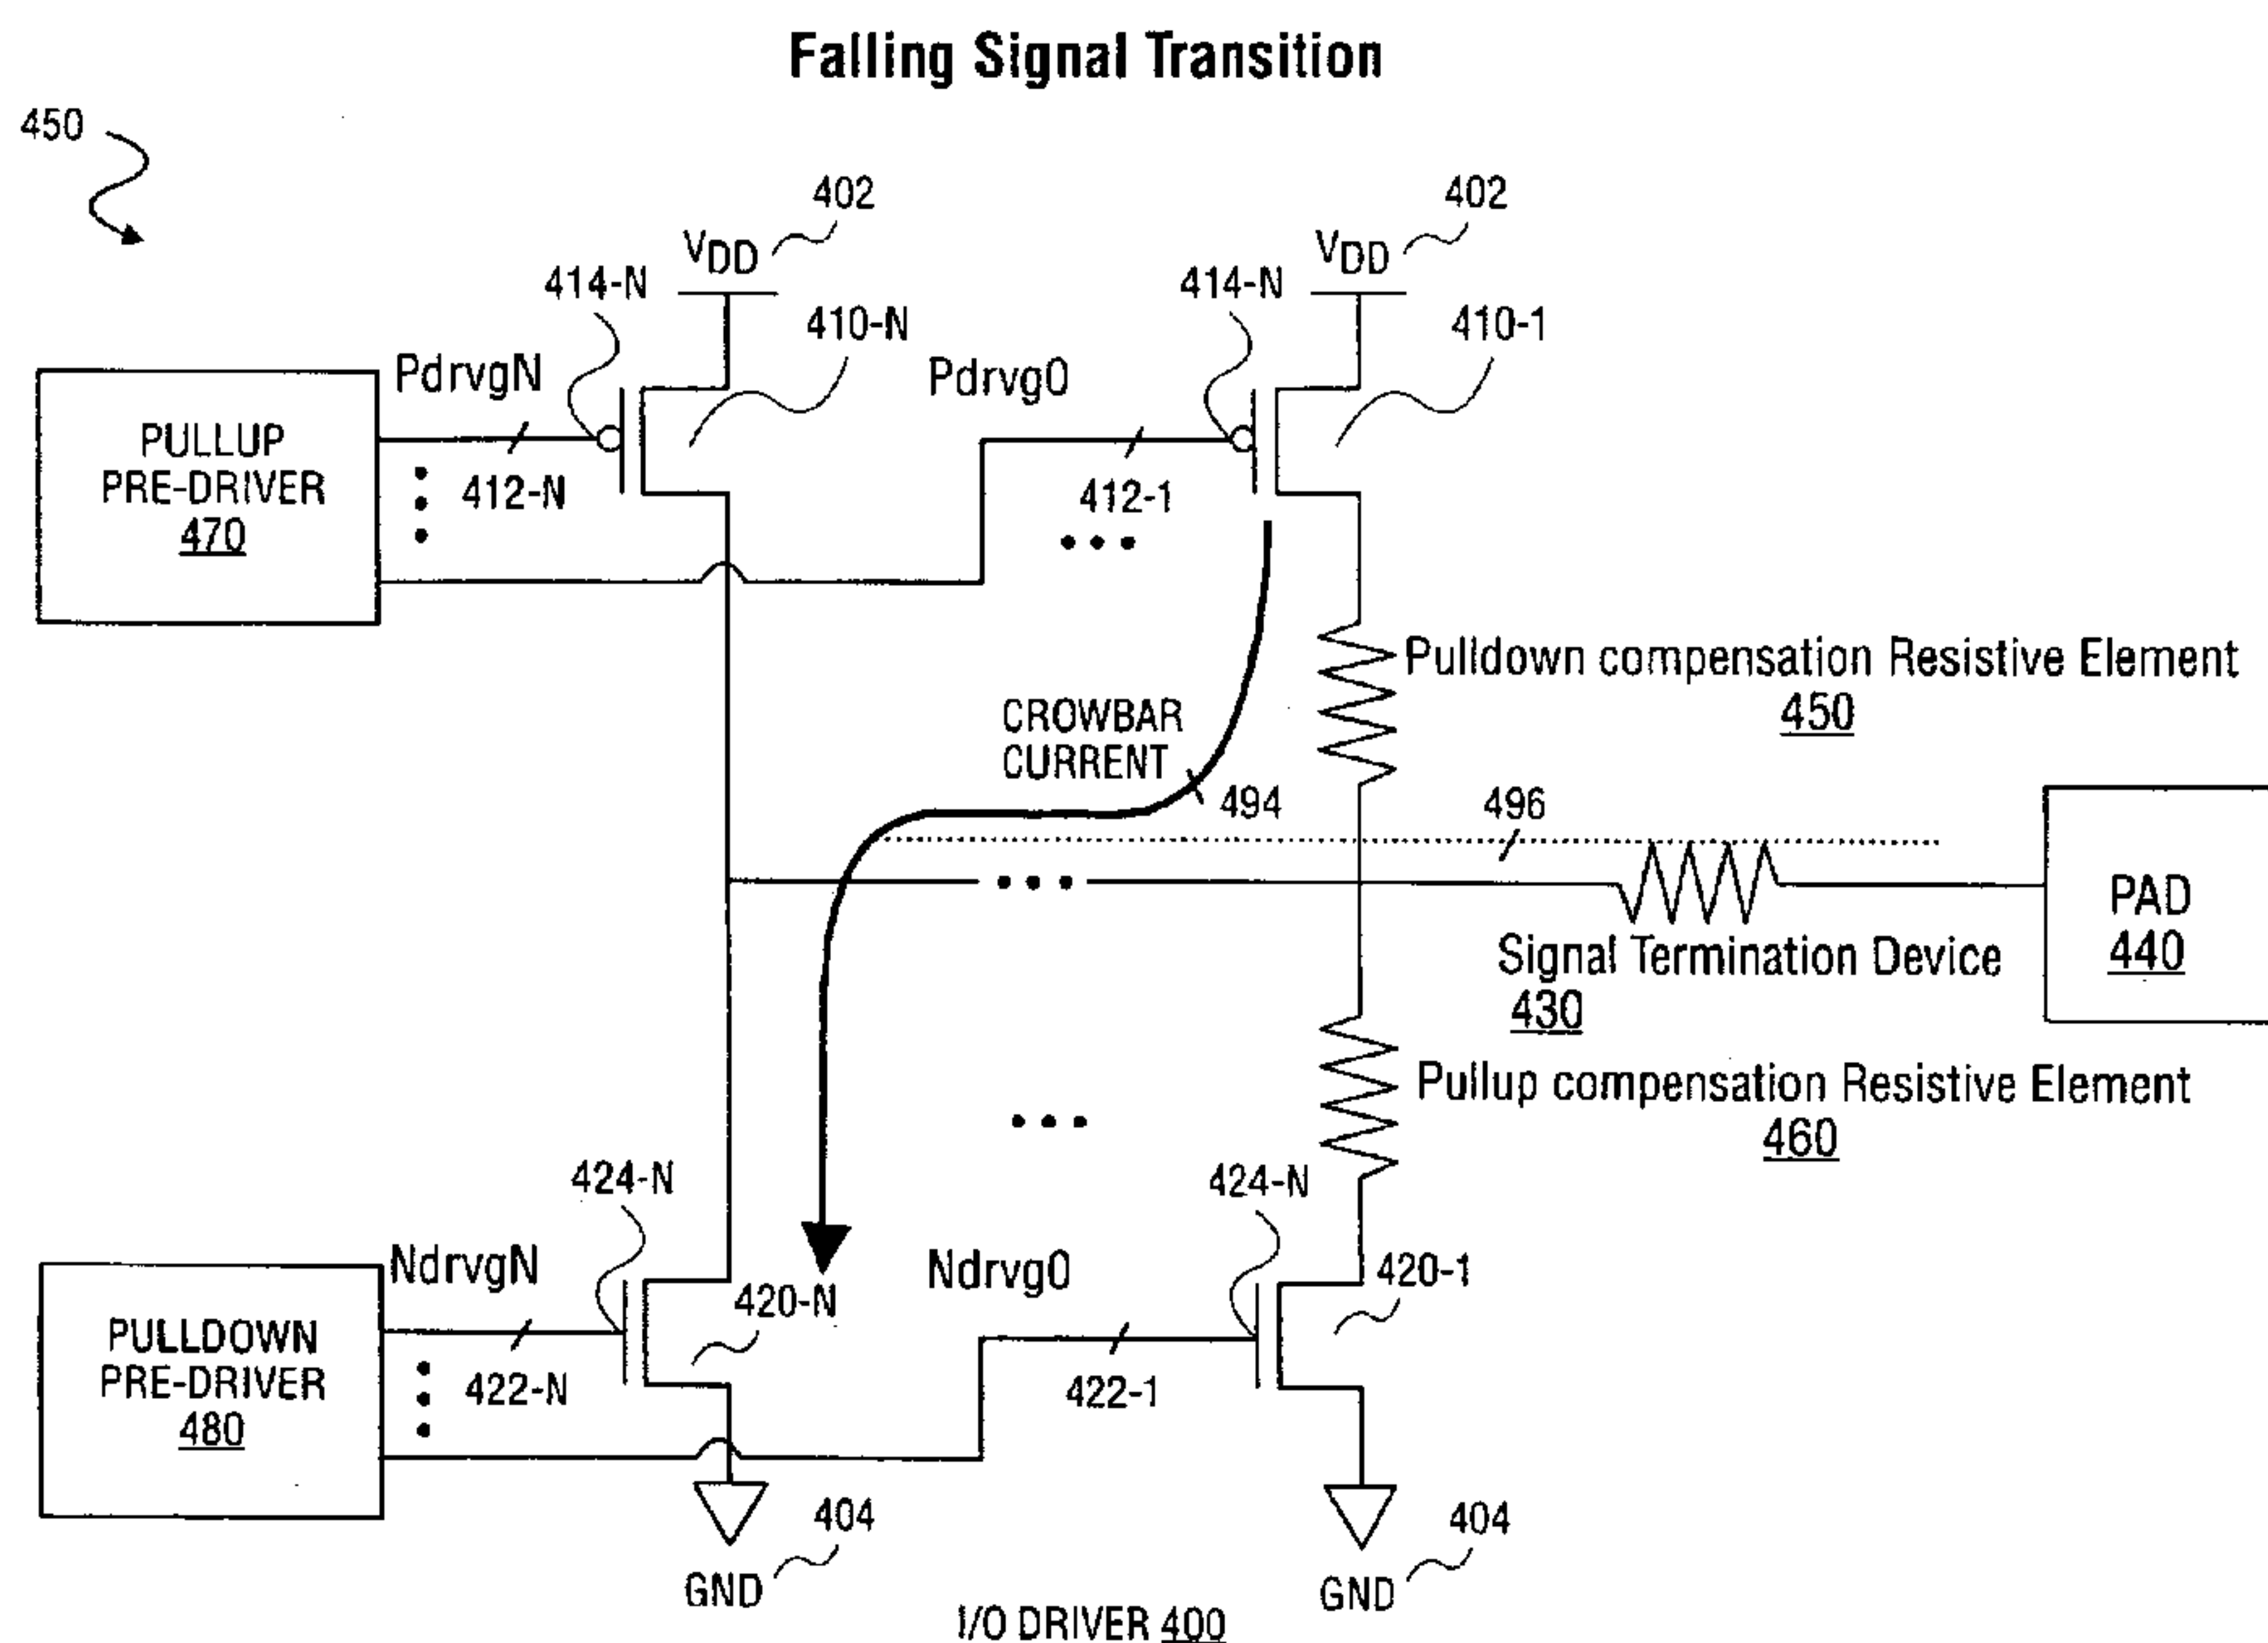 Falling Signal Transition
450
402
402
VDD
VDD
414-N
414-N
410-N
410-1
PdrvgN
Pdrvg0
PULLUP
PRE-DRIVER
470
412-N
412-1
Pulldown compensation Resistive Element
450
CROWBAR
CURRENT
494
496
PAD
440
Signal Termination Device
430
Pullup compensation Resistive Element
460
424-N
424-N
NdrvgN
Ndrvg0
420-N
420-1
PULLDOWN
PRE-DRIVER
480
422-N
422-1
404
404
GND
GND
I/O DRIVER 400